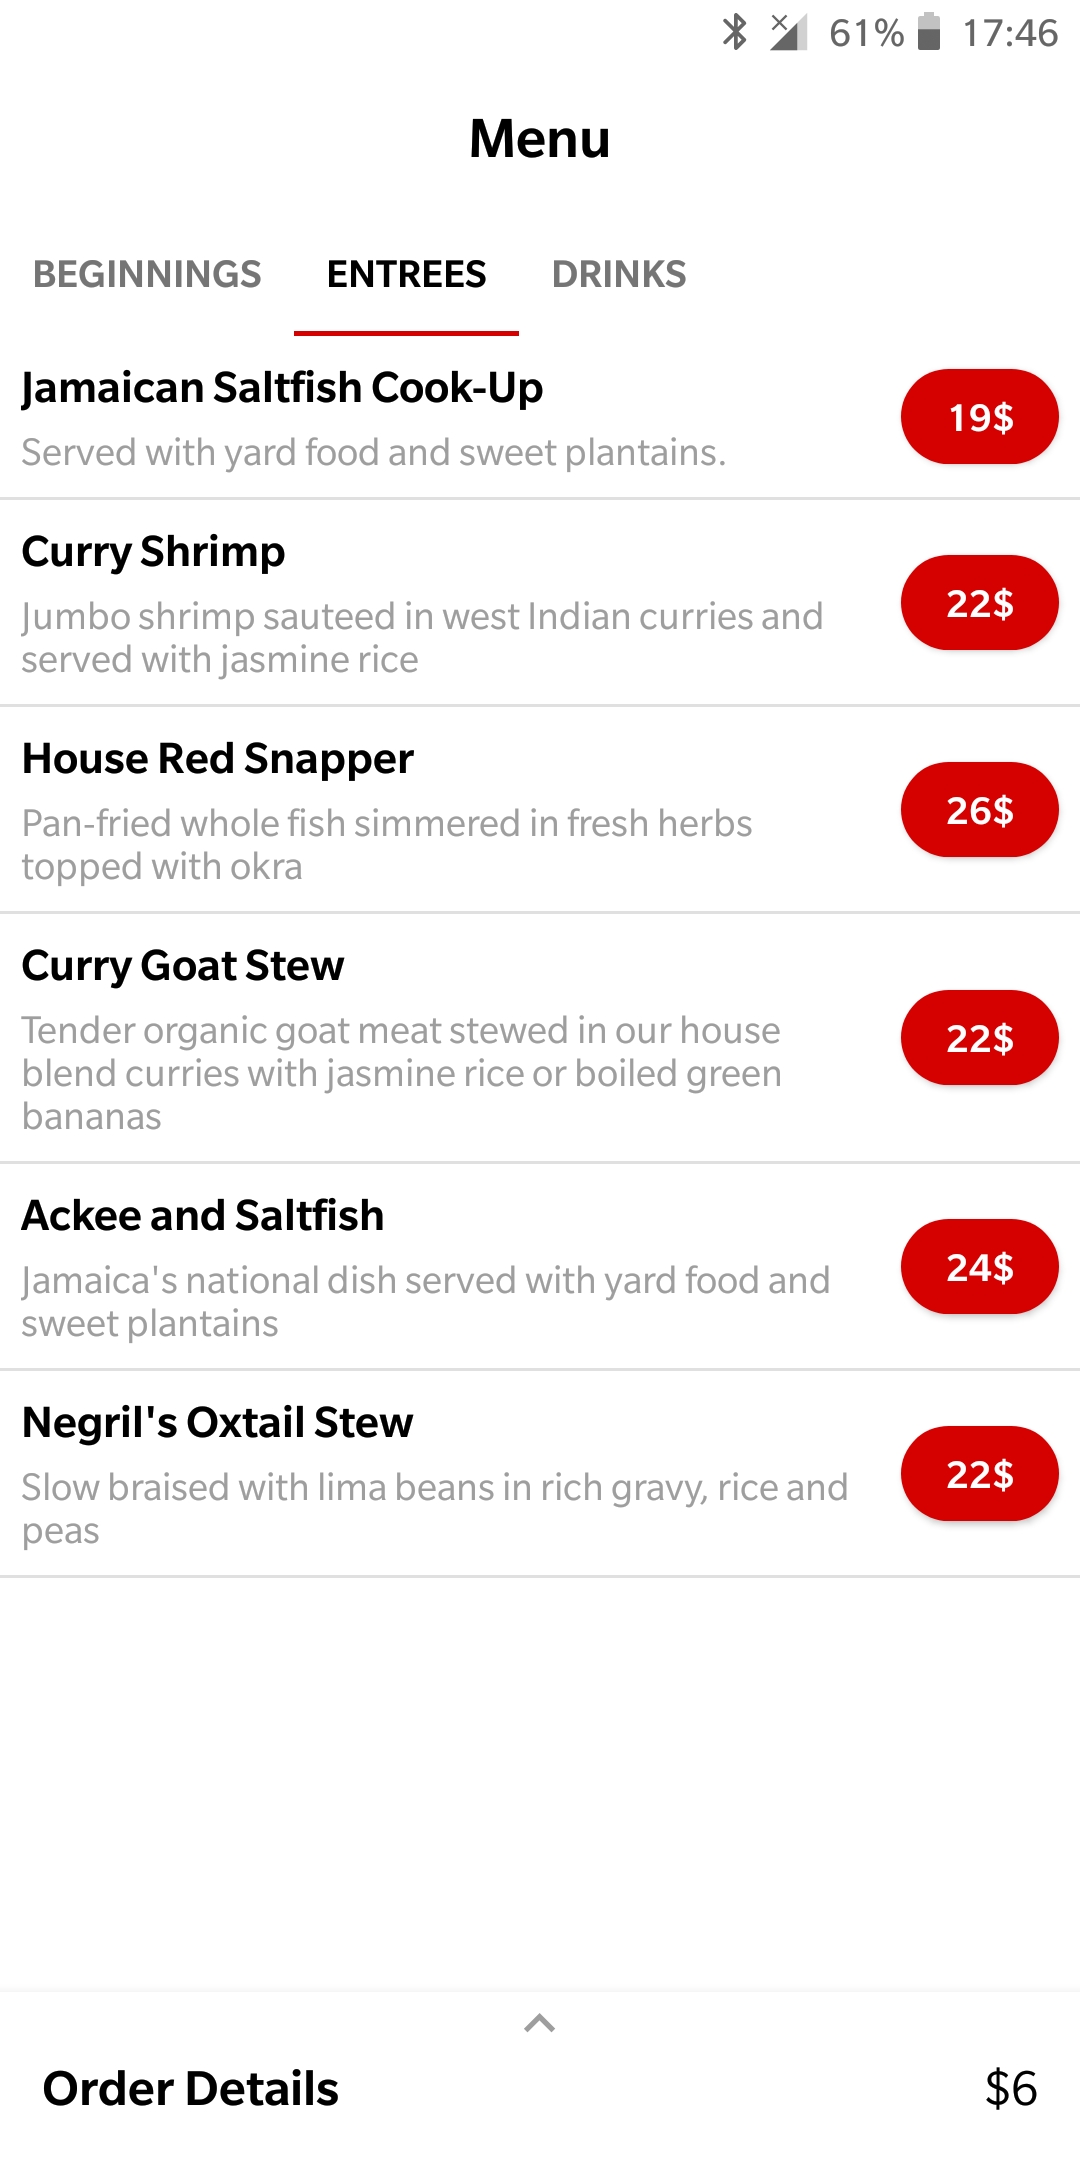 61% 17:46
Menu
BEGINNINGS ENTREES DRINKS
Jamaican Saltfish Cook-Up
19$
Served with yard food and sweet plantains.
Curry Shrimp
22$
Jumbo shrimp sauteed in west Indian curries and
served with jasmine rice
House Red Snapper
26$
Pan-fried whole fish simmered in fresh herbs
topped with okra
Curry Goat Stew
22$
Tender organic goat meat stewed in our house
blend curries with jasmine rice or boiled green
bananas
Ackee and Saltfish
24$
Jamaica's national dish served with yard food and
sweet plantains
Negril's Oxtail Stew
22$
Slow braised with lima beans in rich gravy, rice and
peas
Order Details $6